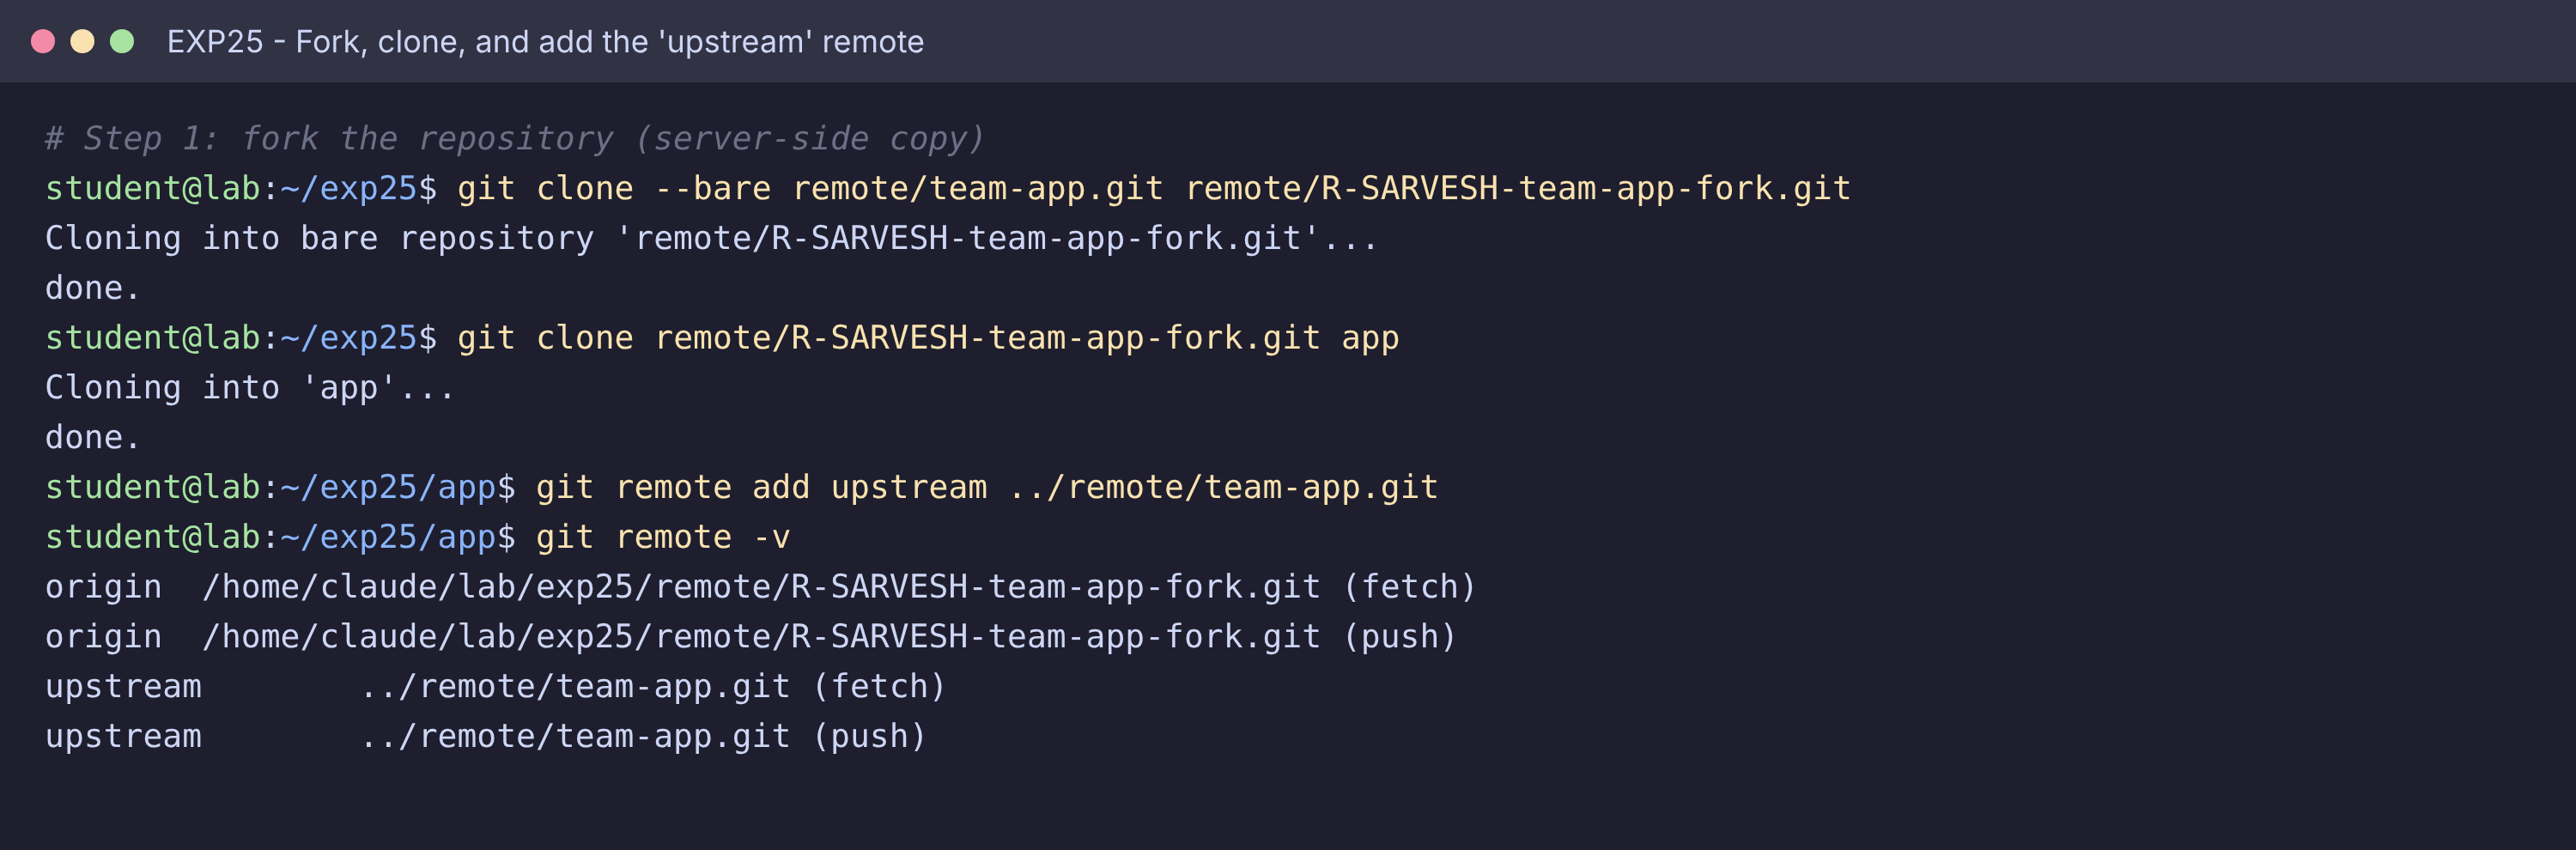 EXP25 - Fork, clone, and add the 'upstream' remote
# Step 1: fork the repository (server-side copy)
student@lab:~/exp25$ git clone --bare remote/team-app.git remote/R-SARVESH-team-app-fork.git
Cloning into bare repository 'remote/R-SARVESH-team-app-fork.git'...
done.
student@lab:~/exp25$ git clone remote/R-SARVESH-team-app-fork.git app
Cloning into 'app'...
done.
student@lab:~/exp25/app$ git remote add upstream ../remote/team-app.git
student@lab:~/exp25/app$ git remote -v
origin  /home/claude/lab/exp25/remote/R-SARVESH-team-app-fork.git (fetch)
origin  /home/claude/lab/exp25/remote/R-SARVESH-team-app-fork.git (push)
upstream        ../remote/team-app.git (fetch)
upstream        ../remote/team-app.git (push)